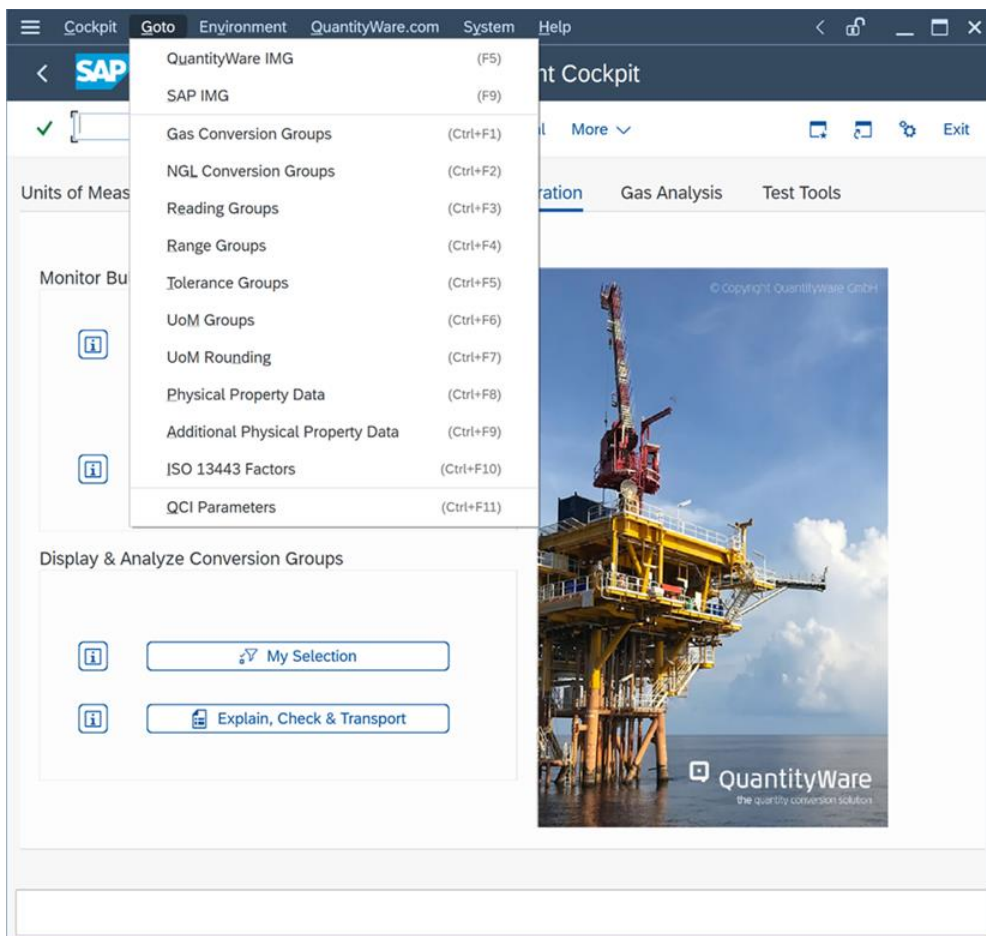 Cockpit Goto Environment QuantityWare.com System Help
SAP nt Cockpit
More Exit
Units of Meas ration Gas Analysis Test Tools
QuantityWare IMG (F5)
SAP IMG (F9)
Gas Conversion Groups (Ctrl+F1)
NGL Conversion Groups (Ctrl+F2)
Reading Groups (Ctrl+F3)
Range Groups (Ctrl+F4)
Tolerance Groups (Ctrl+F5)
UoM Groups (Ctrl+F6)
UoM Rounding (Ctrl+F7)
Physical Property Data (Ctrl+F8)
Additional Physical Property Data (Ctrl+F9)
ISO 13443 Factors (Ctrl+F10)
QCI Parameters (Ctrl+F11)
Monitor Bu
© Copyright QuantityWare GmbH
Display & Analyze Conversion Groups
My Selection
Explain, Check & Transport
QuantityWare
the quantity conversion solution